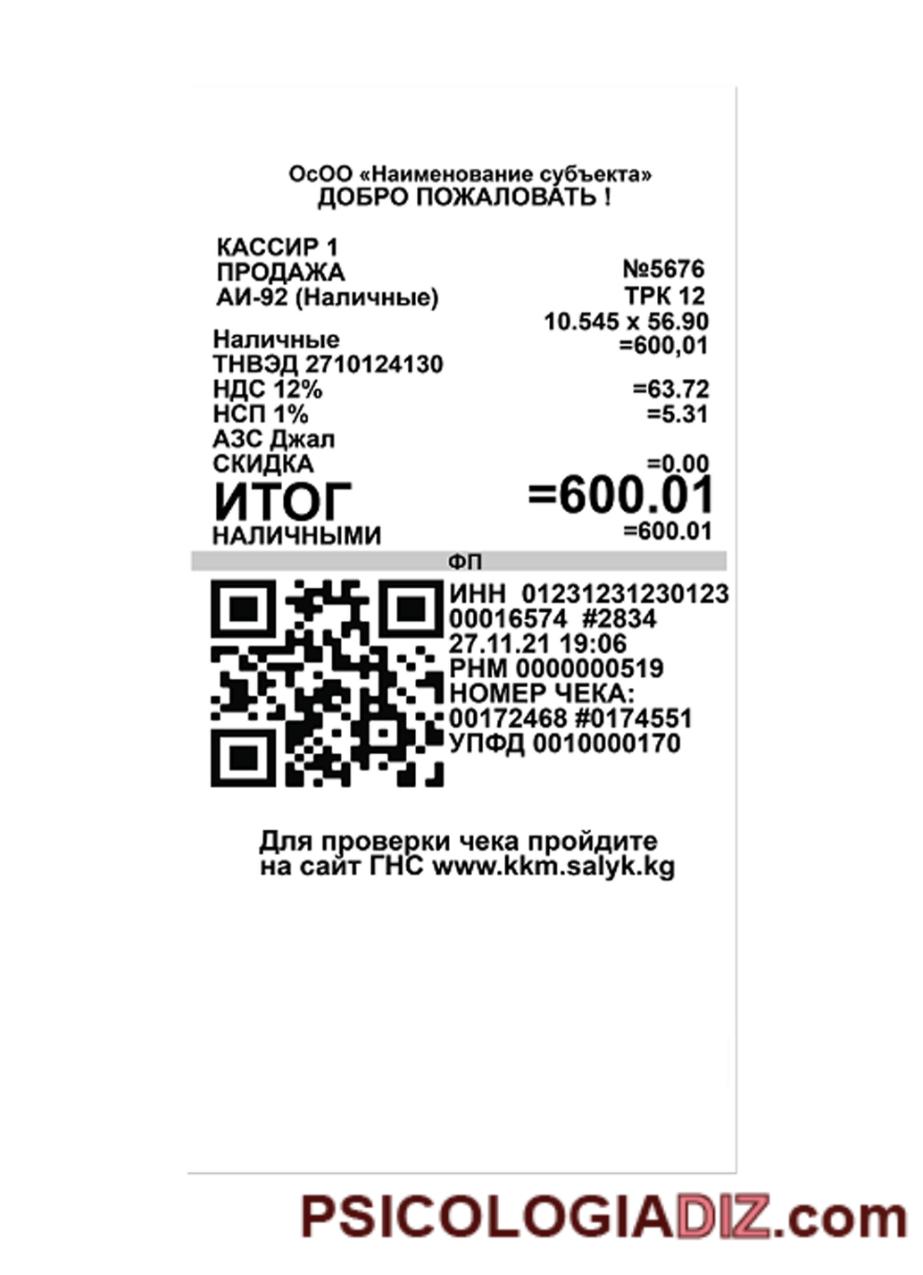 ОсОО «Наименование субъекта»
ДОБРО ПОЖАЛОВАТЬ !
КАССИР 1
ПРОДАЖА №5676
АИ-92 (Наличные) ТРК 12
10.545 x 56.90
Наличные =600,01
ТНВЭД 2710124130
НДС 12% =63.72
НСП 1% =5.31
АЗС Джал
СКИДКА =0.00
ИТОГ =600.01
НАЛИЧНЫМИ =600.01
ФП
ИНН 01231231230123
00016574 #2834
27.11.21 19:06
РНМ 0000000519
НОМЕР ЧЕКА:
00172468 #0174551
УПФД 0010000170
Для проверки чека пройдите
на сайт ГНС www.kkm.salyk.kg
PSICOLOGIADIZ.com